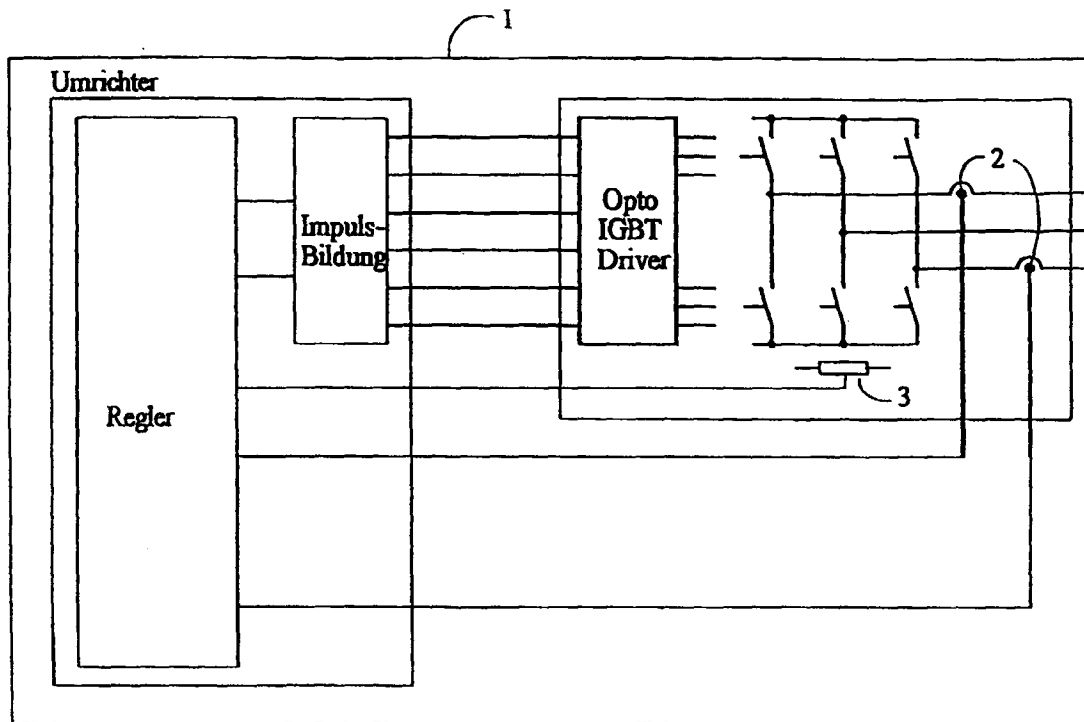 1
Umrichter
Impuls-
Bildung
Opto
IGBT
Driver
2
3
Regler